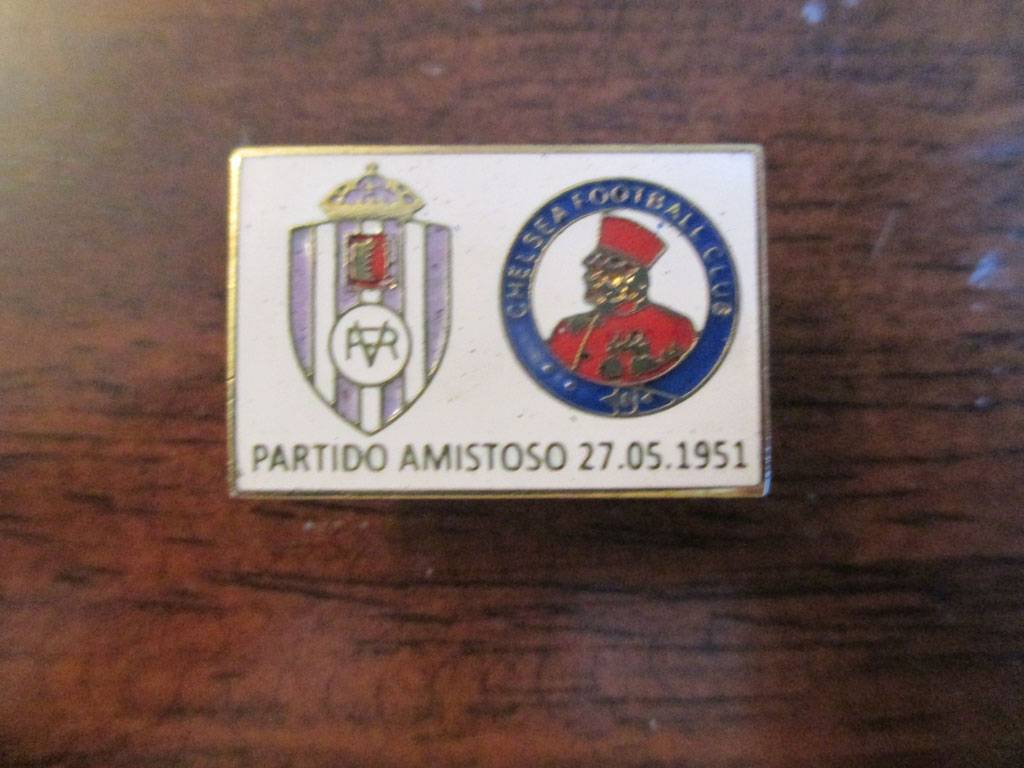 CHELSEA FOOTBALL CLUB
PARTIDO AMISTOSO 27.05.1951